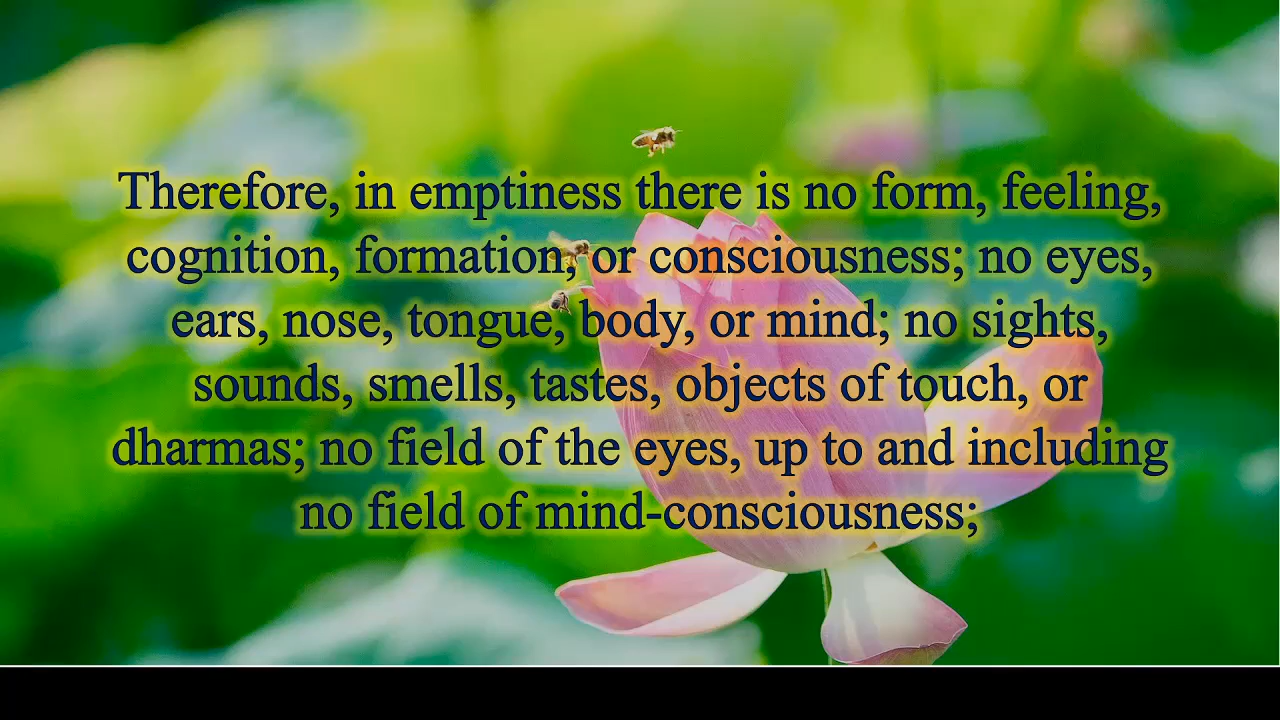 Therefore, in emptiness there is no form, feeling,
cognition, formation, or consciousness; no eyes,
ears, nose, tongue, body, or mind; no sights,
sounds, smells, tastes, objects of touch, or
dharmas; no field of the eyes, up to and including
no field of mind-consciousness;